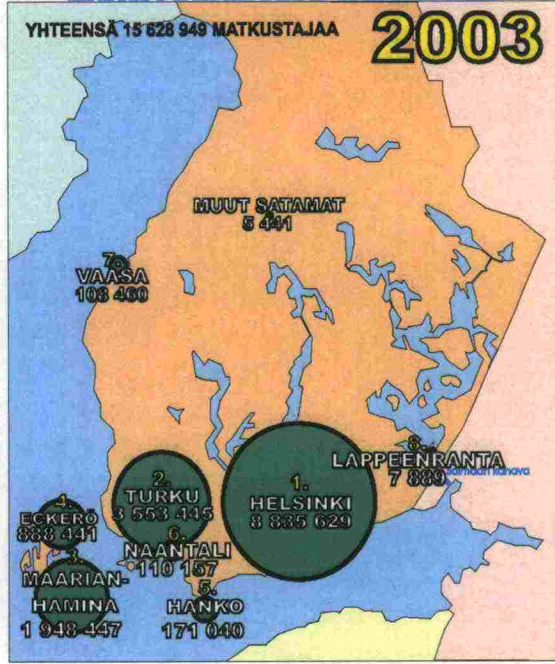 YHTEENSÄ 15 628 949 MATKUSTAJAA
2003
MUUT SATAMAT
5 441
7.
VAASA
108 460
8.
LAPPEENRANTA
7 889
Saimaan kanava
1.
HELSINKI
8 835 629
2.
TURKU
3 553 445
4.
ECKERÖ
888 441
6.
NAANTALI
110 157
3.
MAARIAN-
HAMINA
1 948 447
5.
HANKO
171 040